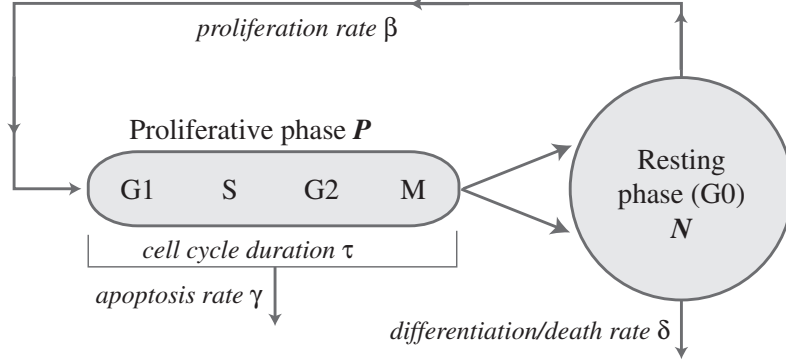 proliferation rate β
Proliferative phase P
G1 S G2 M
Resting
phase (G0)
N
cell cycle duration τ
apoptosis rate γ
differentiation/death rate δ